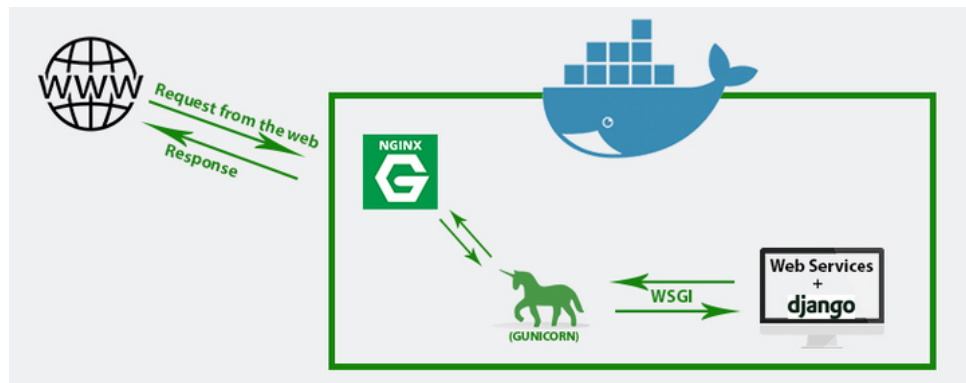 WWW
Request from the web
Response
NGINX
G
WSGI
(GUNICORN)
Web Services
+
django